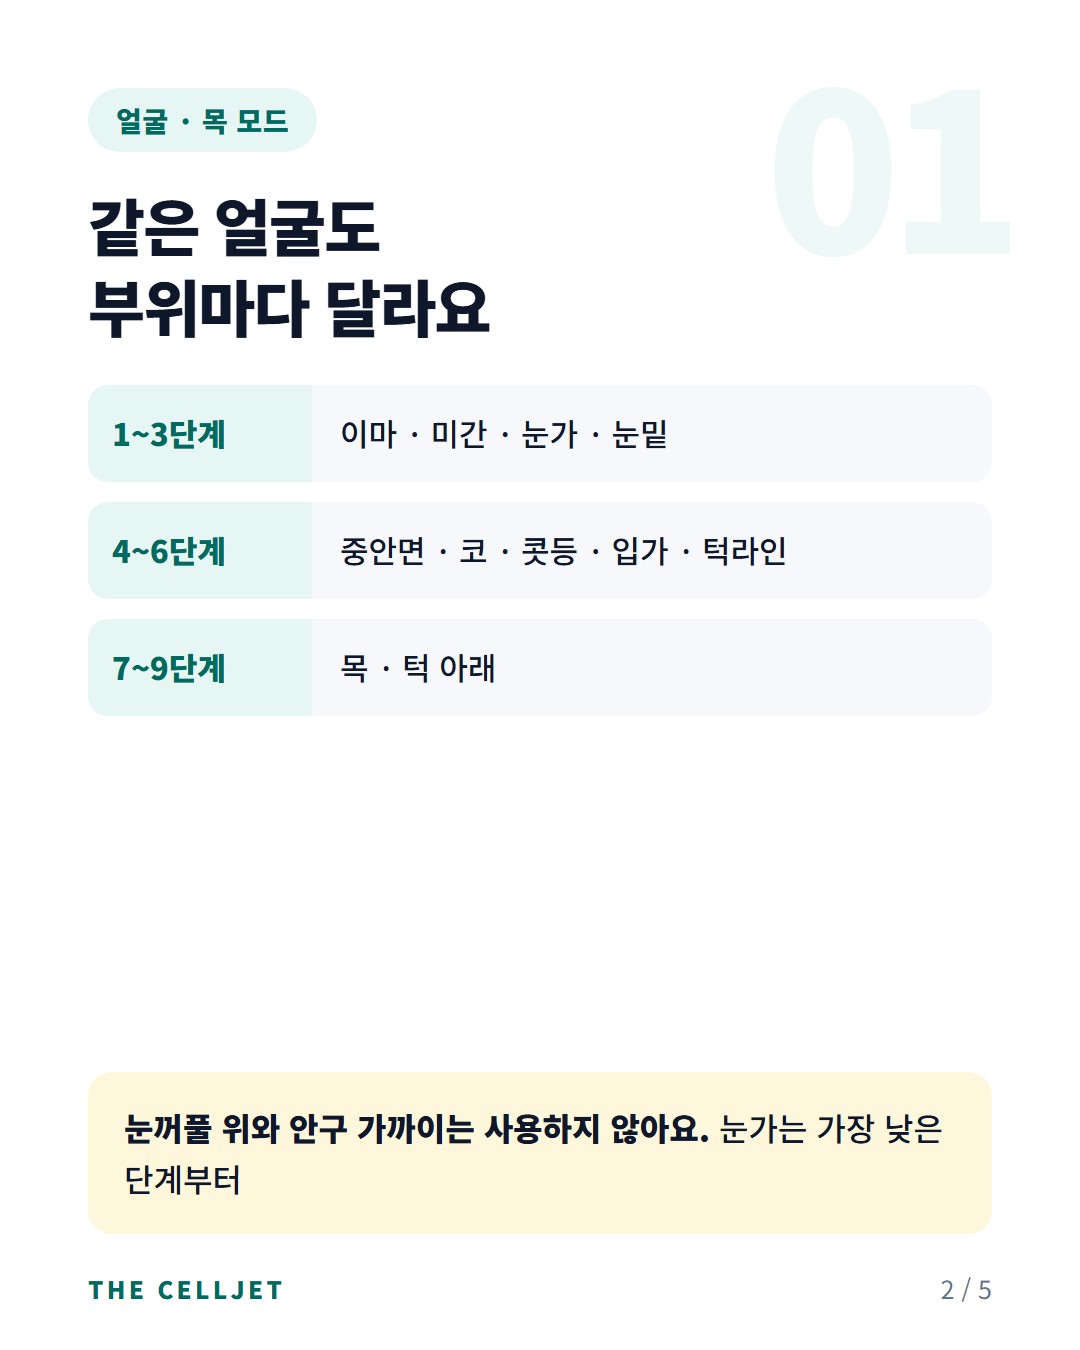 얼굴 · 목 모드
01
같은 얼굴도
부위마다 달라요
1~3단계 이마 · 미간 · 눈가 · 눈밑
4~6단계 중안면 · 코 · 콧등 · 입가 · 턱라인
7~9단계 목 · 턱 아래
눈꺼풀 위와 안구 가까이는 사용하지 않아요. 눈가는 가장 낮은
단계부터
THE CELLJET
2 / 5